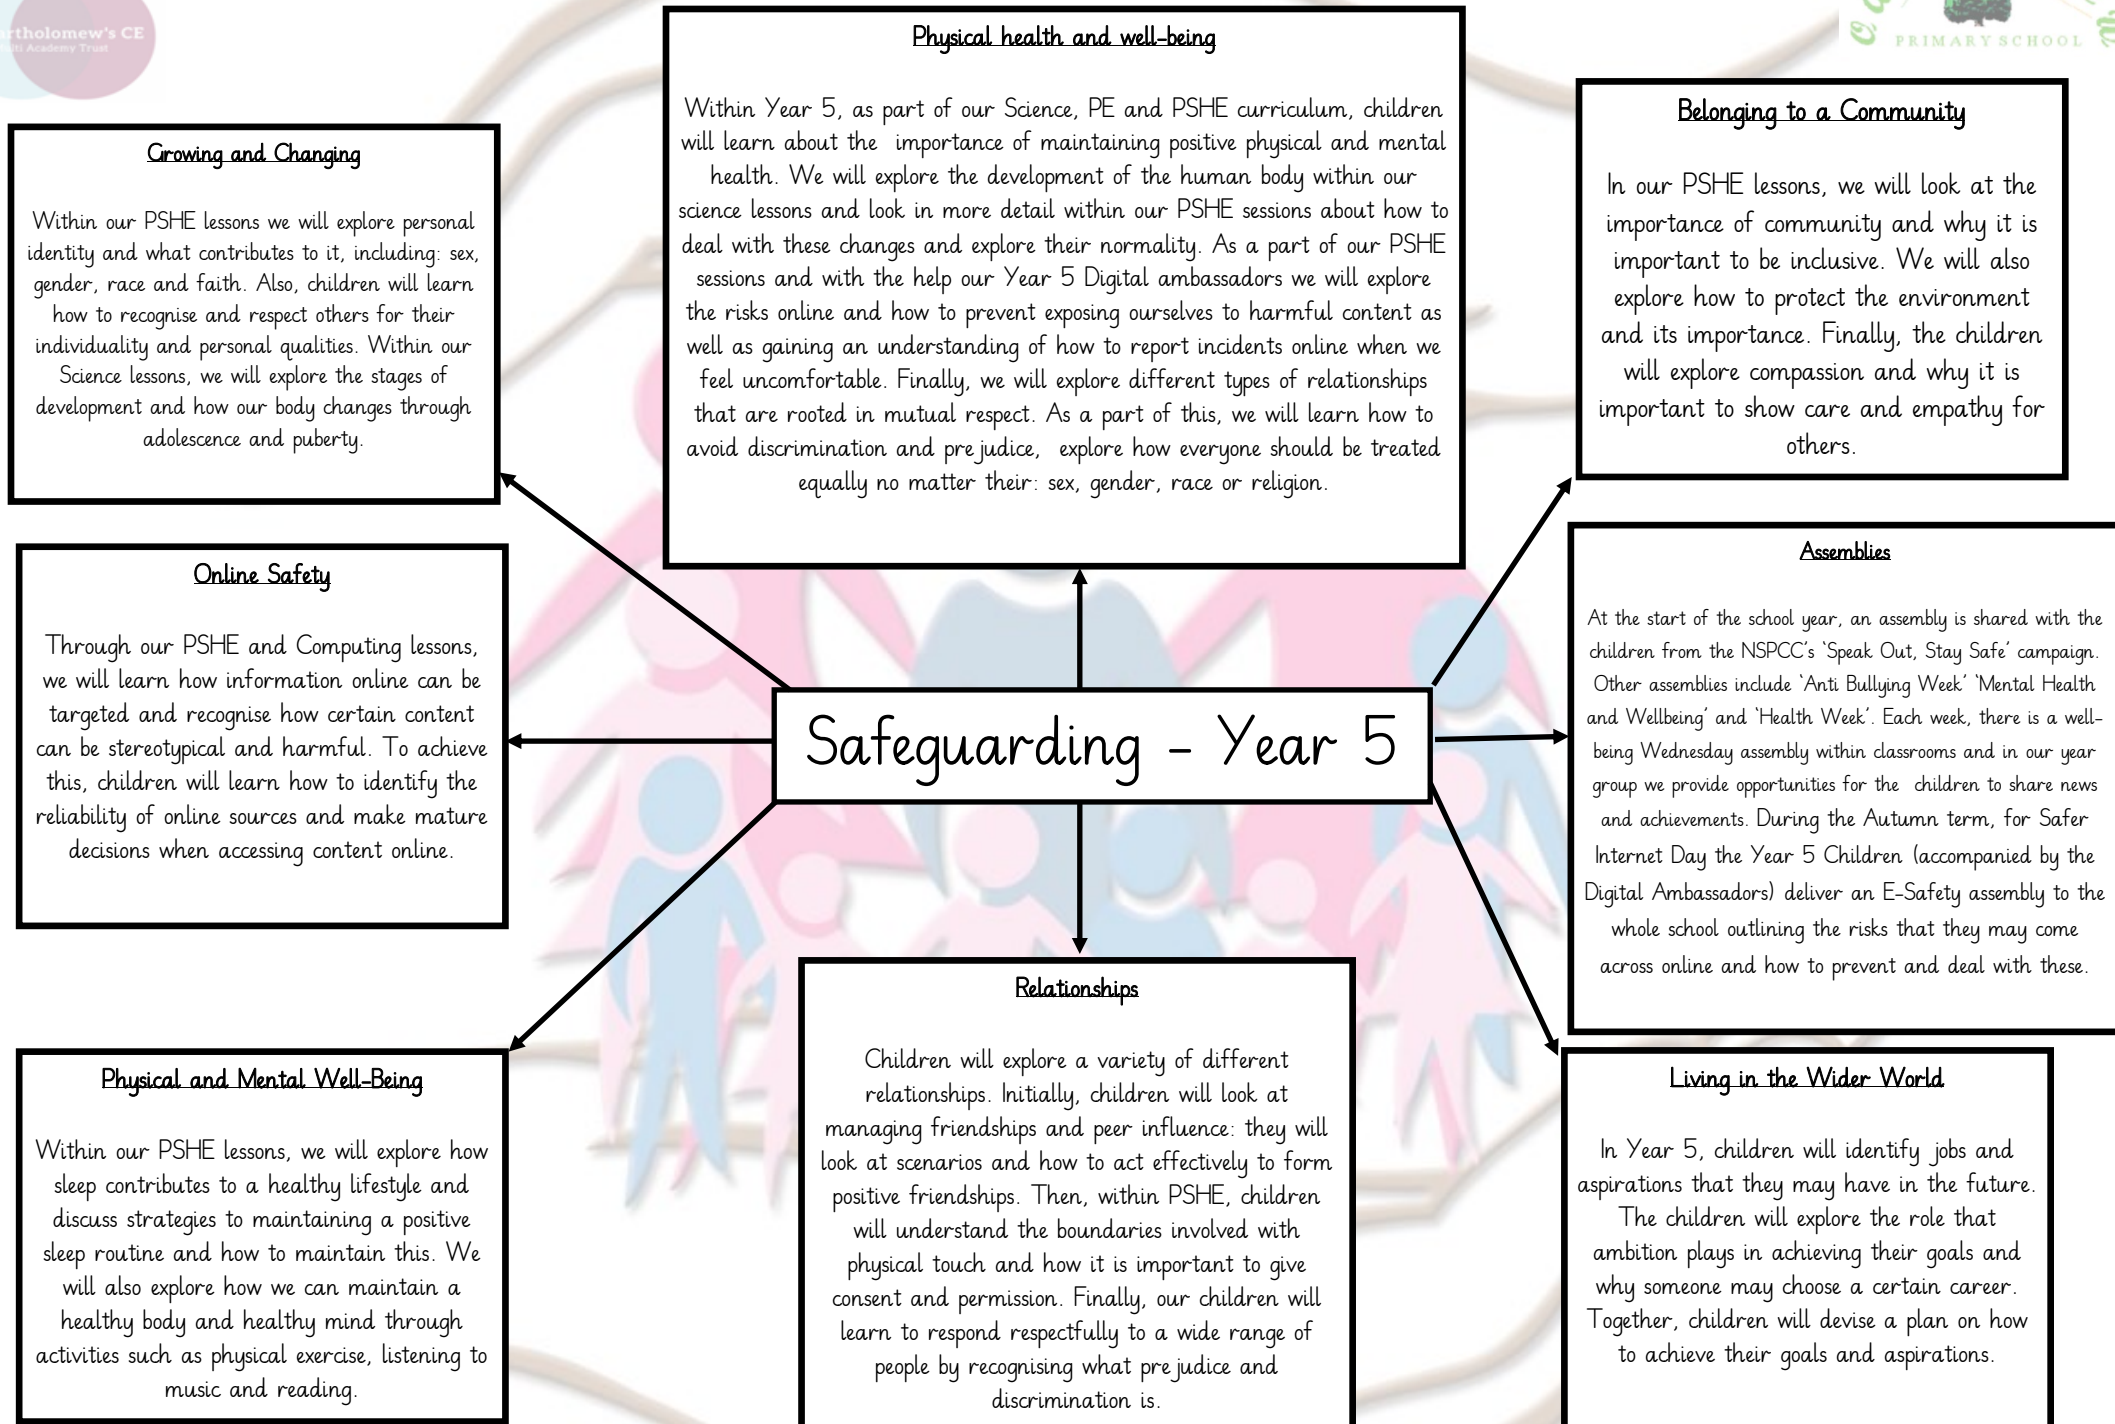 rtholomew's CE
Academy Trust
PRIMARY SCHOOL
Physical health and well-being
Within Year 5, as part of our Science, PE and PSHE curriculum, children
will learn about the importance of maintaining positive physical and mental
health. We will explore the development of the human body within our
science lessons and look in more detail within our PSHE sessions about how to
deal with these changes and explore their normality. As a part of our PSHE
sessions and with the help our Year 5 Digital ambassadors we will explore
the risks online and how to prevent exposing ourselves to harmful content as
well as gaining an understanding of how to report incidents online when we
feel uncomfortable. Finally, we will explore different types of relationships
that are rooted in mutual respect. As a part of this, we will learn how to
avoid discrimination and prejudice, explore how everyone should be treated
equally no matter their: sex, gender, race or religion.
Growing and Changing
Within our PSHE lessons we will explore personal
identity and what contributes to it, including: sex,
gender, race and faith. Also, children will learn
how to recognise and respect others for their
individuality and personal qualities. Within our
Science lessons, we will explore the stages of
development and how our body changes through
adolescence and puberty.
Belonging to a Community
In our PSHE lessons, we will look at the
importance of community and why it is
important to be inclusive. We will also
explore how to protect the environment
and its importance. Finally, the children
will explore compassion and why it is
important to show care and empathy for
others.
Online Safety
Through our PSHE and Computing lessons,
we will learn how information online can be
targeted and recognise how certain content
can be stereotypical and harmful. To achieve
this, children will learn how to identify the
reliability of online sources and make mature
decisions when accessing content online.
Safeguarding – Year 5
Assemblies
At the start of the school year, an assembly is shared with the
children from the NSPCC's 'Speak Out, Stay Safe' campaign.
Other assemblies include 'Anti Bullying Week' 'Mental Health
and Wellbeing' and 'Health Week'. Each week, there is a well-
being Wednesday assembly within classrooms and in our year
group we provide opportunities for the children to share news
and achievements. During the Autumn term, for Safer
Internet Day the Year 5 Children (accompanied by the
Digital Ambassadors) deliver an E-Safety assembly to the
whole school outlining the risks that they may come
across online and how to prevent and deal with these.
Physical and Mental Well-Being
Within our PSHE lessons, we will explore how
sleep contributes to a healthy lifestyle and
discuss strategies to maintaining a positive
sleep routine and how to maintain this. We
will also explore how we can maintain a
healthy body and healthy mind through
activities such as physical exercise, listening to
music and reading.
Relationships
Children will explore a variety of different
relationships. Initially, children will look at
managing friendships and peer influence: they will
look at scenarios and how to act effectively to form
positive friendships. Then, within PSHE, children
will understand the boundaries involved with
physical touch and how it is important to give
consent and permission. Finally, our children will
learn to respond respectfully to a wide range of
people by recognising what prejudice and
discrimination is.
Living in the Wider World
In Year 5, children will identify jobs and
aspirations that they may have in the future.
The children will explore the role that
ambition plays in achieving their goals and
why someone may choose a certain career.
Together, children will devise a plan on how
to achieve their goals and aspirations.